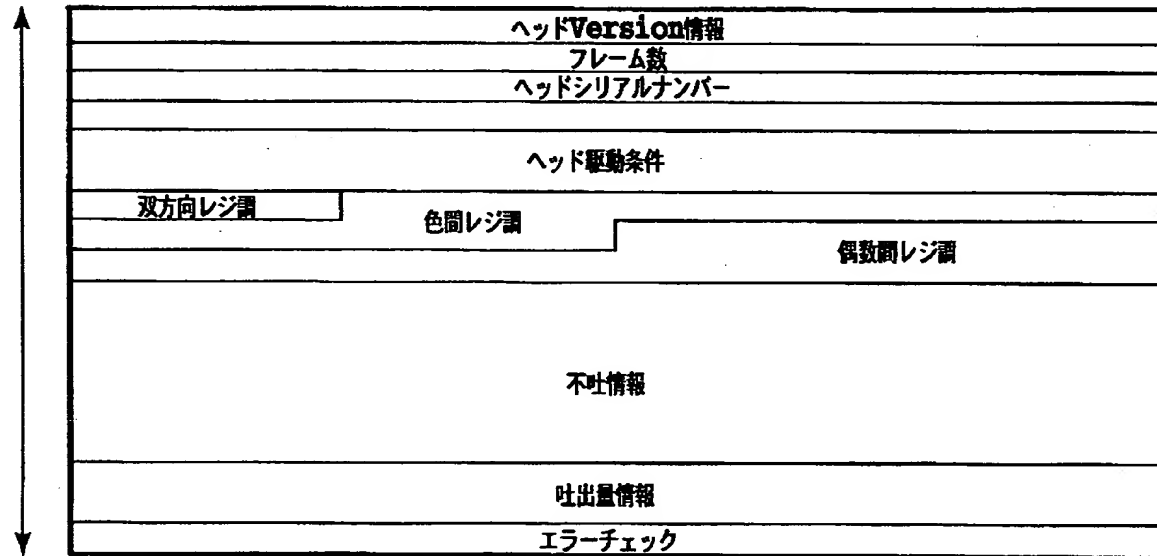 ヘッドVersion情報
フレーム数
ヘッドシリアルナンバー
ヘッド駆動条件
双方向レジ調
色間レジ調
偶数間レジ調
不吐情報
吐出量情報
エラーチェック